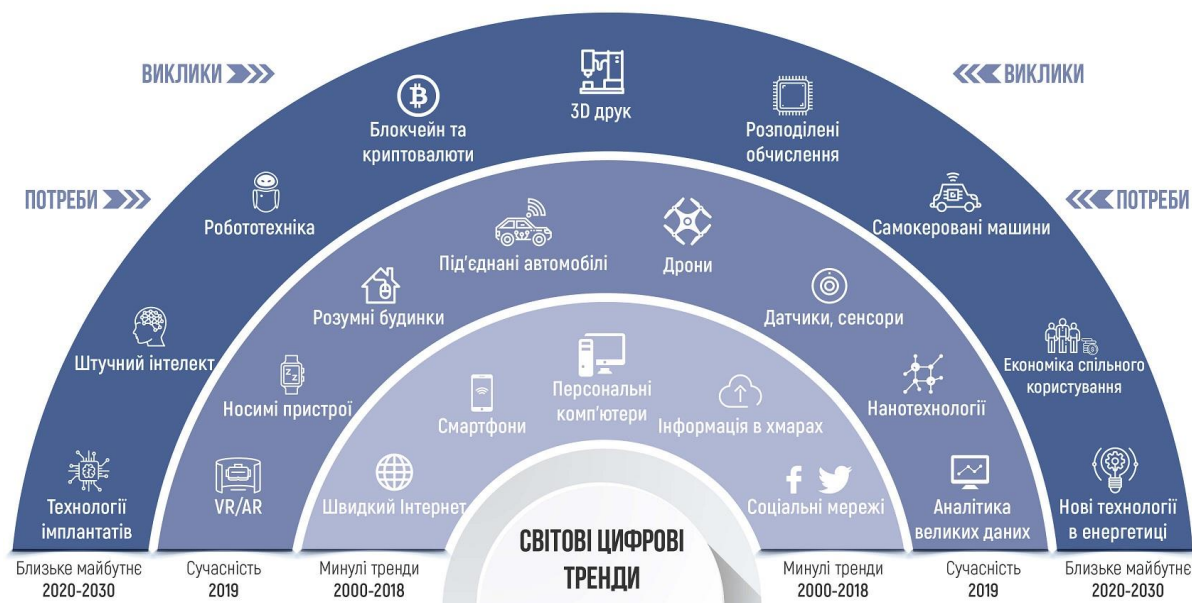 ВИКЛИКИ
ВИКЛИКИ
ПОТРЕБИ
ПОТРЕБИ
3D друк
Блокчейн та
криптовалюти
Розподілені
обчислення
Робототехніка
Самокеровані машини
Штучний інтелект
Економіка спільного
користування
Технології
імплантатів
Нові технології
в енергетиці
Під'єднані автомобілі
Дрони
Розумні будинки
Датчики, сенсори
Носимі пристрої
Нанотехнології
VR/AR
Аналітика
великих даних
Персональні
комп'ютери
Смартфони
Інформація в хмарах
Швидкий Інтернет
Соціальні мережі
СВІТОВІ ЦИФРОВІ
ТРЕНДИ
Близьке майбутнє
2020-2030
Сучасність
2019
Минулі тренди
2000-2018
Минулі тренди
2000-2018
Сучасність
2019
Близьке майбутнє
2020-2030